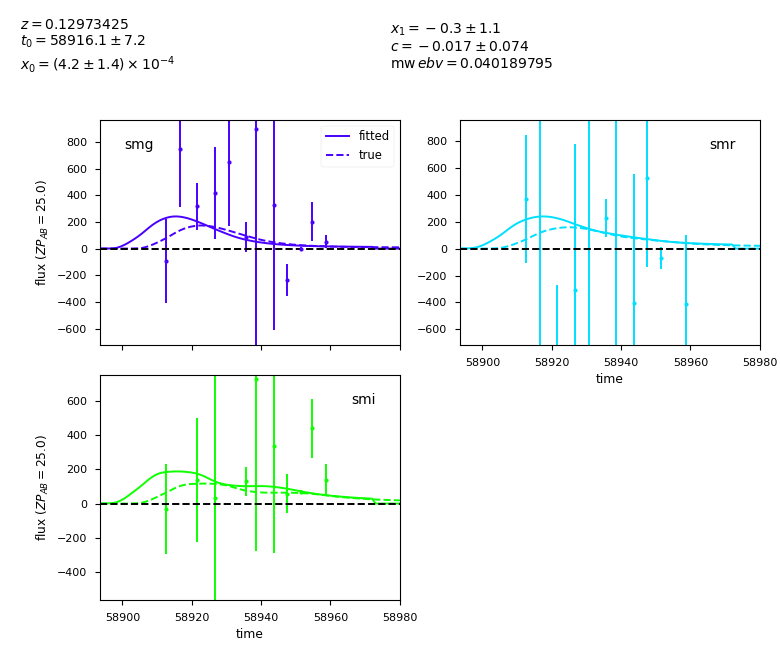 z = 0.12973425
t₀ = 58916.1 ± 7.2
x₀ = (4.2 ± 1.4) × 10⁻⁴
x₁ = −0.3 ± 1.1
c = −0.017 ± 0.074
mw ebv = 0.040189795
smg
fitted
true
800
600
400
200
0
−200
−400
−600
flux (ZP_AB = 25.0)
smr
800
600
400
200
0
−200
−400
−600
58900 58920 58940 58960 58980
time
smi
600
400
200
0
−200
−400
flux (ZP_AB = 25.0)
58900 58920 58940 58960 58980
time